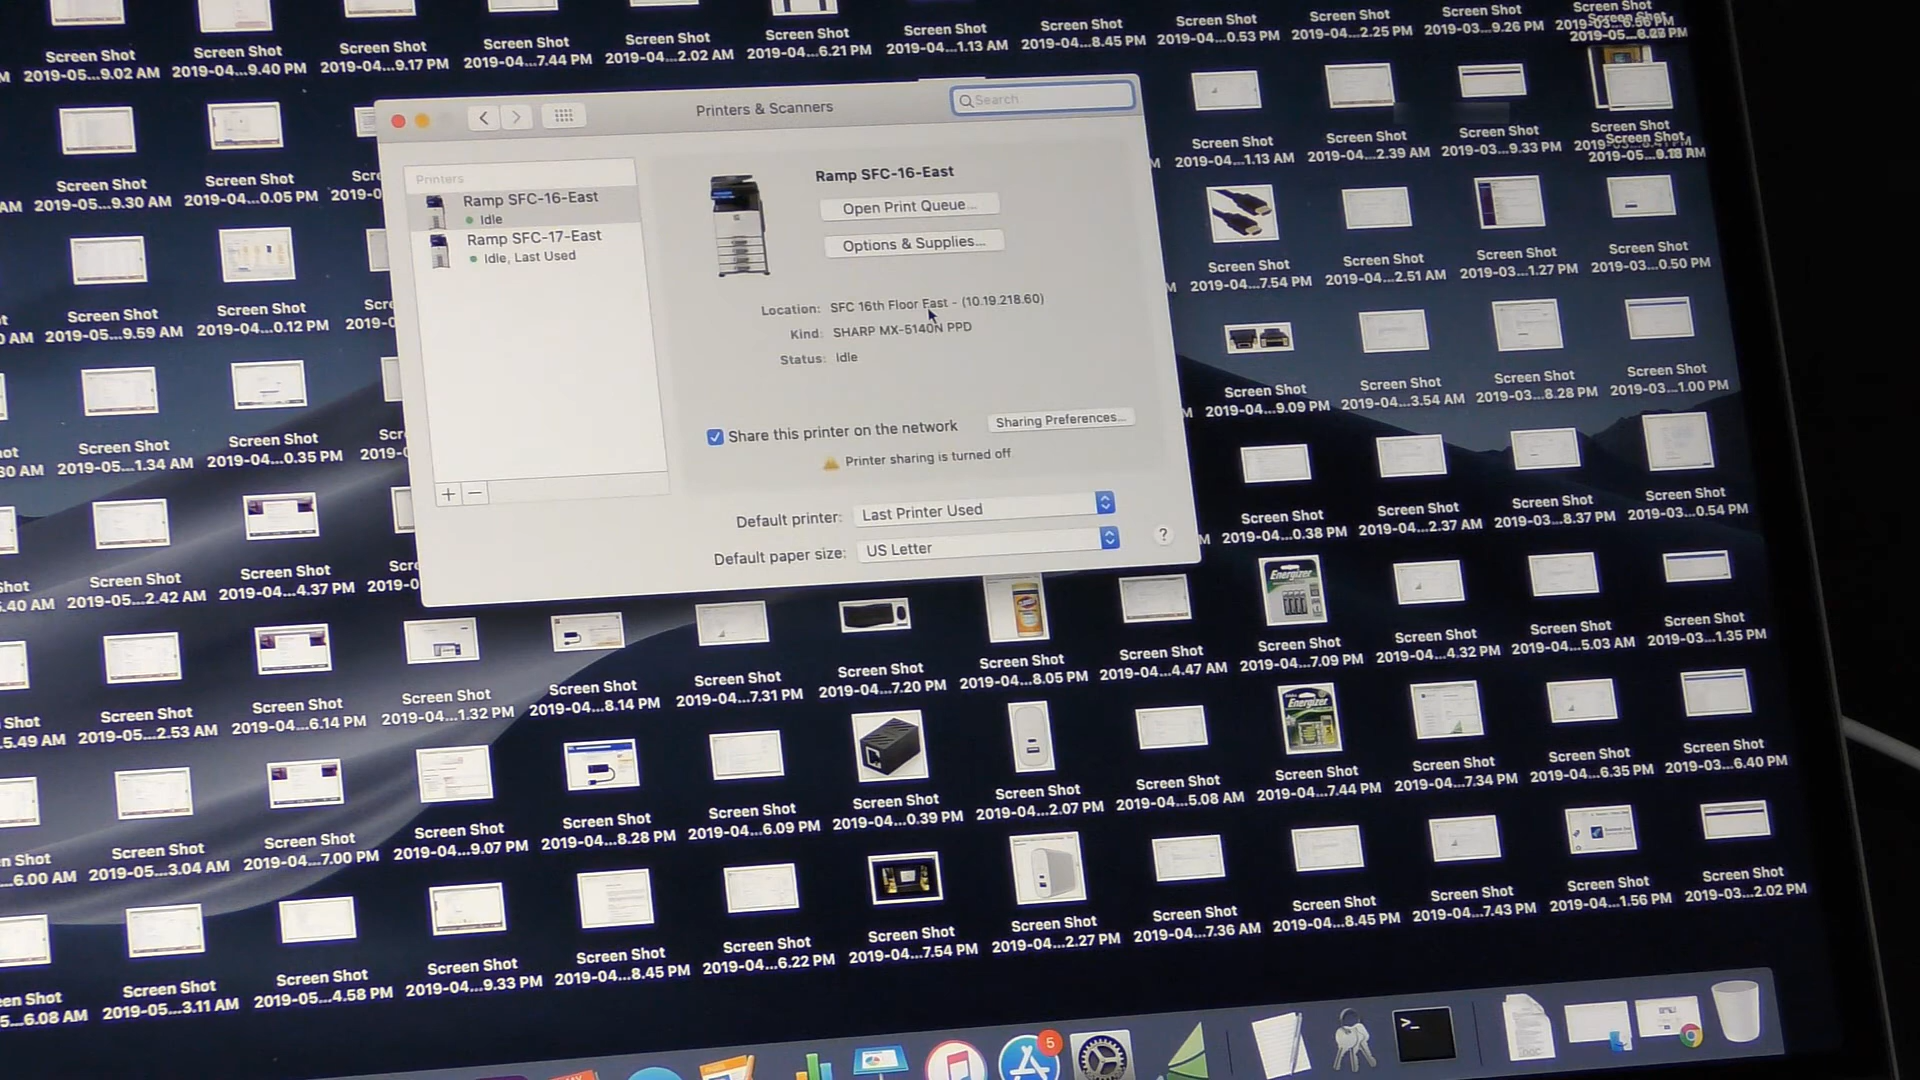 Printers & Scanners
Search
Printers
Ramp SFC-16-East
Idle
Ramp SFC-17-East
Idle, Last Used
Ramp SFC-16-East
Open Print Queue...
Options & Supplies...
Location: SFC 16th Floor East - (10.19.218.60)
Kind: SHARP MX-5140N PPD
Status: Idle
Share this printer on the network
Sharing Preferences...
Printer sharing is turned off
Default printer: Last Printer Used
Default paper size: US Letter
?
Screen Shot
2019-05...9.02 AM
Screen Shot
2019-04...9.40 PM
Screen Shot
2019-04...9.17 PM
Screen Shot
2019-04...7.44 PM
Screen Shot
2019-04...2.02 AM
Screen Shot
2019-04...6.21 PM
Screen Shot
2019-04...1.13 AM
Screen Shot
2019-04...8.45 PM
Screen Shot
2019-04...0.53 PM
Screen Shot
2019-04...2.25 PM
Screen Shot
2019-03...9.26 PM
Screen Shot
Screen Shot
2019-05...9.30 AM
Screen Shot
2019-04...0.05 PM
Screen Shot
2019-04...1.13 AM
Screen Shot
2019-04...2.39 AM
Screen Shot
2019-03...9.33 PM
Screen Shot
Screen Shot
2019-05...9.59 AM
Screen Shot
2019-04...0.12 PM
Screen Shot
2019-04...7.54 PM
Screen Shot
2019-04...2.51 AM
Screen Shot
2019-03...1.27 PM
Screen Shot
2019-03...0.50 PM
Screen Shot
2019-05...1.34 AM
Screen Shot
2019-04...0.35 PM
Screen Shot
2019-04...9.09 PM
Screen Shot
2019-04...3.54 AM
Screen Shot
2019-03...8.28 PM
Screen Shot
2019-03...1.00 PM
Screen Shot
2019-05...2.42 AM
Screen Shot
2019-04...4.37 PM
Screen Shot
2019-04...0.38 PM
Screen Shot
2019-04...2.37 AM
Screen Shot
2019-03...8.37 PM
Screen Shot
2019-03...0.54 PM
Screen Shot
2019-05...2.53 AM
Screen Shot
2019-04...6.14 PM
Screen Shot
2019-04...1.32 PM
Screen Shot
2019-04...8.14 PM
Screen Shot
2019-04...7.31 PM
Screen Shot
2019-04...7.20 PM
Screen Shot
2019-04...8.05 PM
Screen Shot
2019-04...4.47 AM
Energizer
Screen Shot
2019-04...7.09 PM
Screen Shot
2019-04...4.32 PM
Screen Shot
2019-04...5.03 AM
Screen Shot
2019-03...1.35 PM
Screen Shot
2019-05...3.04 AM
Screen Shot
2019-04...7.00 PM
Screen Shot
2019-04...9.07 PM
Screen Shot
2019-04...8.28 PM
Screen Shot
2019-04...6.09 PM
Screen Shot
2019-04...0.39 PM
Screen Shot
2019-04...2.07 PM
Screen Shot
2019-04...5.08 AM
Energizer
Screen Shot
2019-04...7.44 PM
Screen Shot
2019-04...7.34 PM
Screen Shot
2019-04...6.35 PM
Screen Shot
2019-03...6.40 PM
Screen Shot
2019-05...3.11 AM
Screen Shot
2019-05...4.58 PM
Screen Shot
2019-04...9.33 PM
Screen Shot
2019-04...8.45 PM
Screen Shot
2019-04...6.22 PM
Screen Shot
2019-04...7.54 PM
Screen Shot
2019-04...2.27 PM
Screen Shot
2019-04...7.36 AM
Screen Shot
2019-04...8.45 PM
Screen Shot
2019-04...7.43 PM
Screen Shot
2019-04...1.56 PM
Screen Shot
2019-03...2.02 PM
5